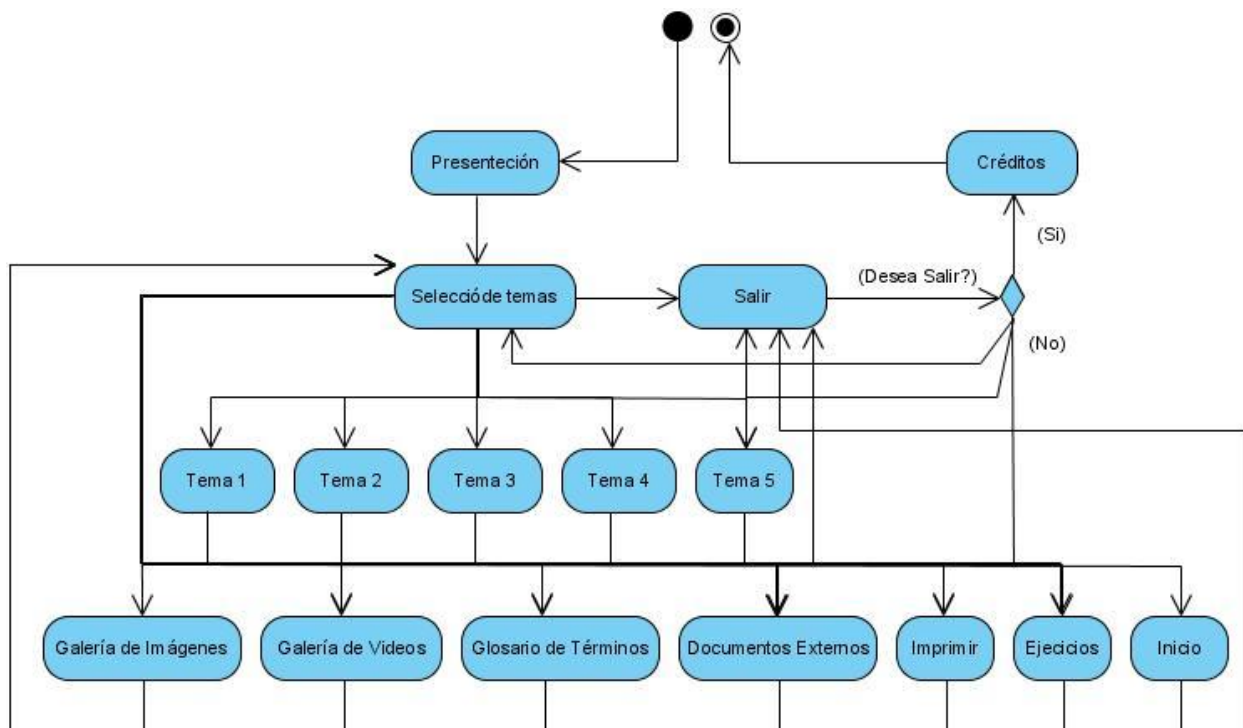 Presenteción
Créditos
(Si)
Seleccióde temas
Salir
(Desea Salir?)
(No)
Tema 1
Tema 2
Tema 3
Tema 4
Tema 5
Galería de Imágenes
Galería de Videos
Glosario de Términos
Documentos Externos
Imprimir
Ejecicios
Inicio